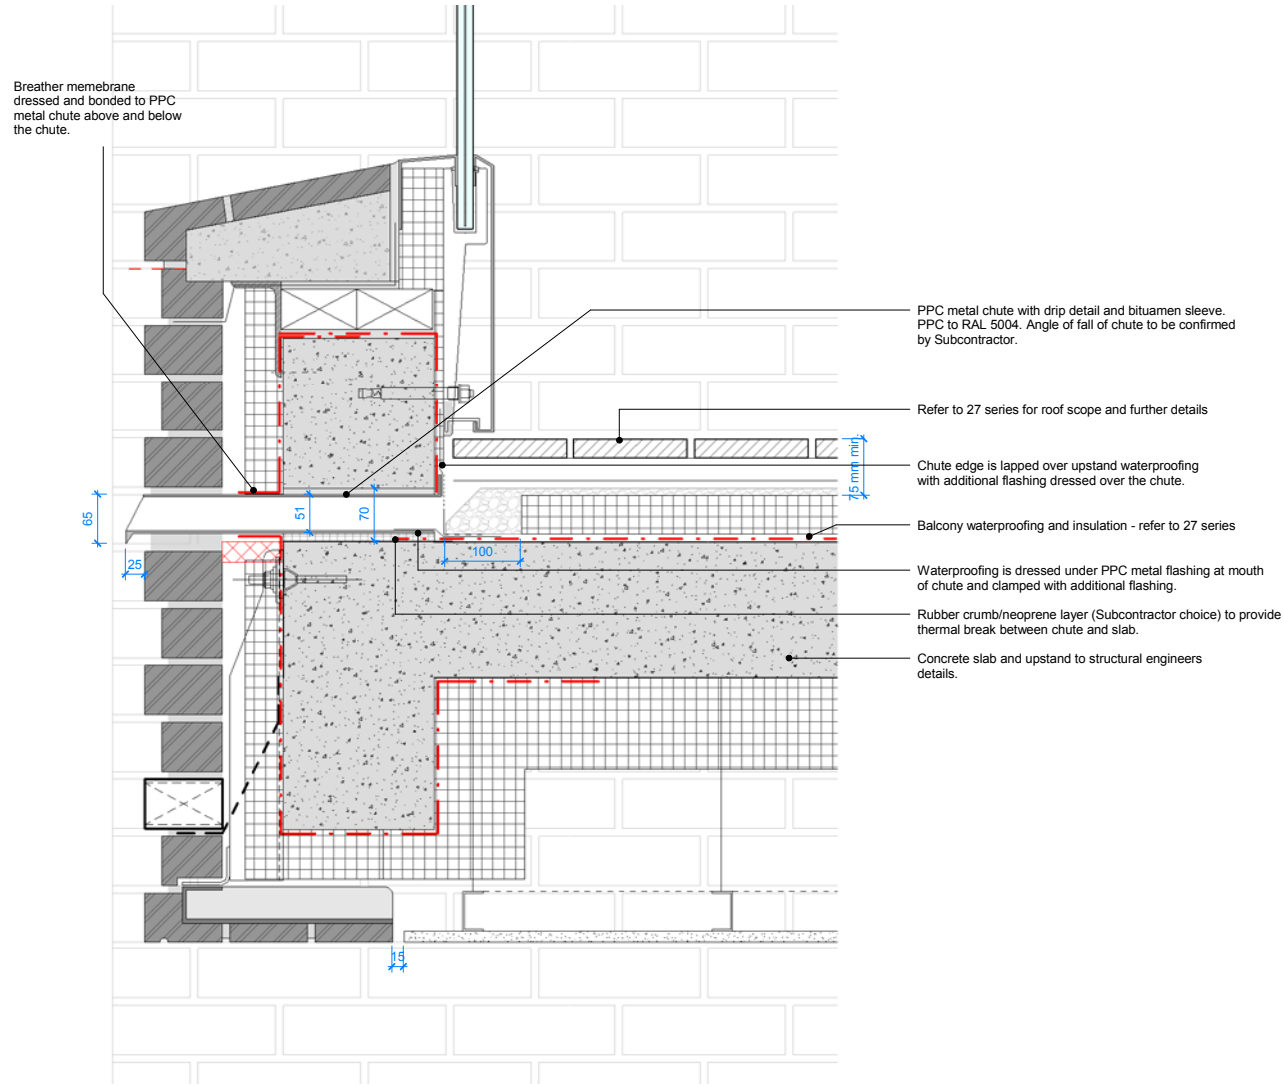 Breather memebrane
dressed and bonded to PPC
metal chute above and below
the chute.
PPC metal chute with drip detail and bituamen sleeve.
PPC to RAL 5004. Angle of fall of chute to be confirmed
by Subcontractor.
Refer to 27 series for roof scope and further details
75 mm min.
Chute edge is lapped over upstand waterproofing
with additional flashing dressed over the chute.
65
51
70
Balcony waterproofing and insulation - refer to 27 series
100
25
Waterproofing is dressed under PPC metal flashing at mouth
of chute and clamped with additional flashing.
Rubber crumb/neoprene layer (Subcontractor choice) to provide
thermal break between chute and slab.
Concrete slab and upstand to structural engineers
details.
15